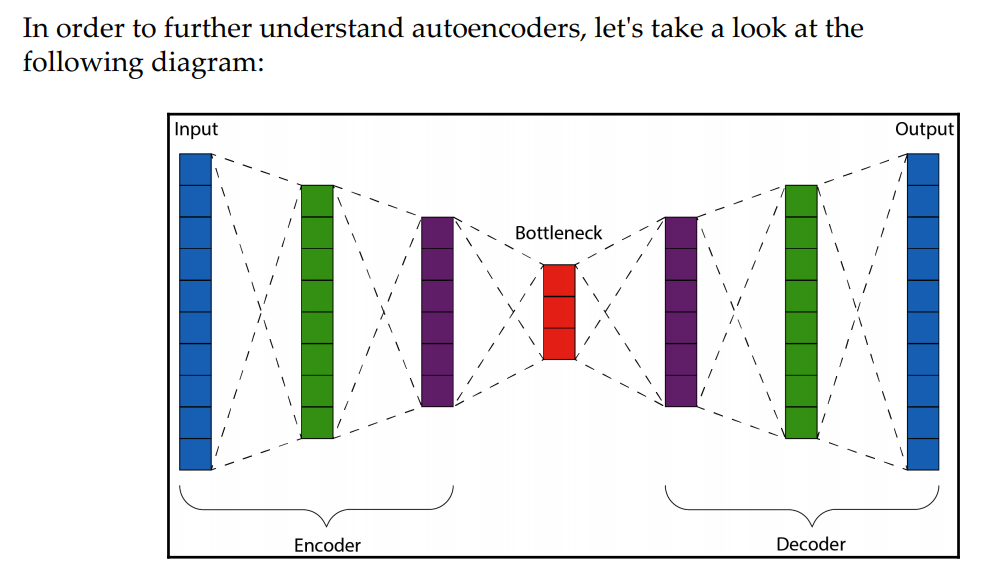 In order to further understand autoencoders, let's take a look at the
following diagram:
Input
Output
Bottleneck
Encoder
Decoder